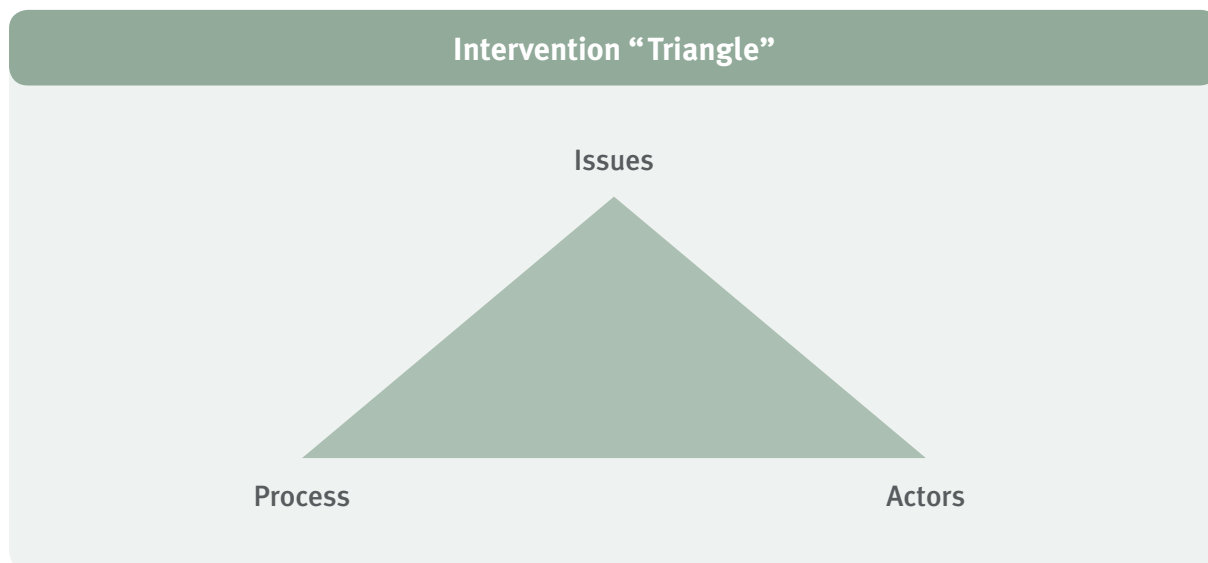 Intervention “Triangle”
Issues
Process
Actors